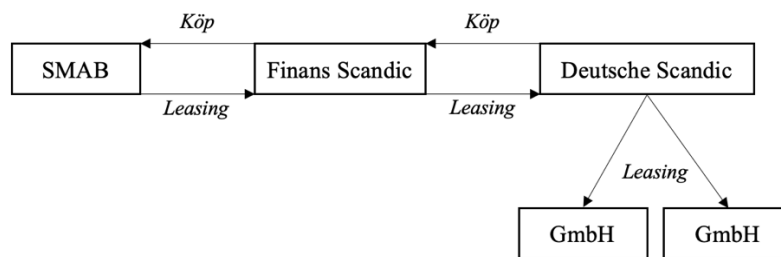 Köp Köp
SMAB Finans Scandic Deutsche Scandic
Leasing Leasing
Leasing
GmbH GmbH